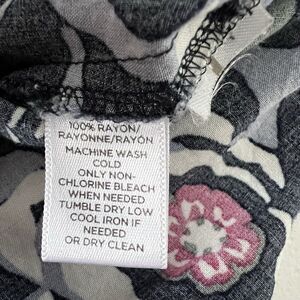 100% RAYON/
RAYONNE/RAYÓN
MACHINE WASH
COLD
ONLY NON-
CHLORINE BLEACH
WHEN NEEDED
TUMBLE DRY LOW
COOL IRON IF
NEEDED
OR DRY CLEAN